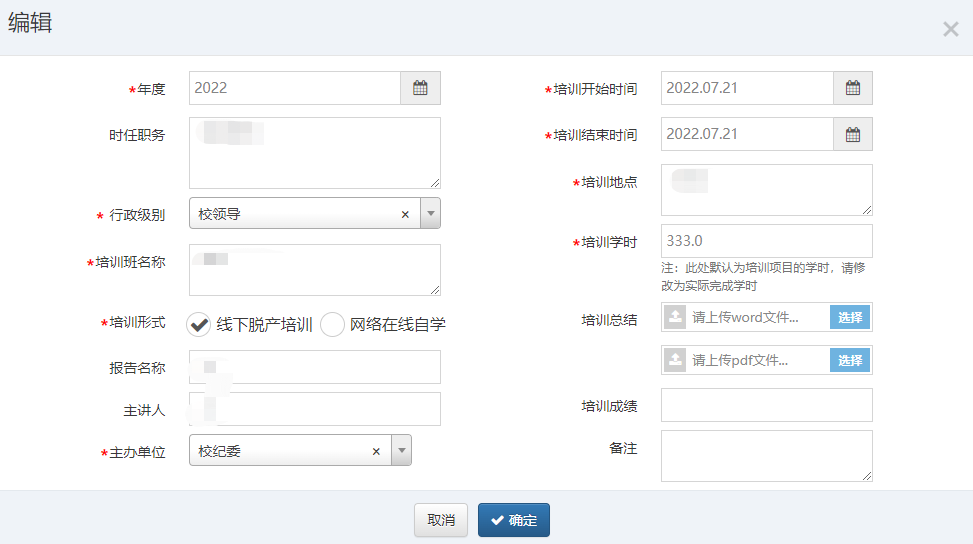 编辑
*年度 2022
时任职务
* 行政级别 校领导
*培训班名称
*培训形式 线下脱产培训 网络在线自学
报告名称
主讲人
*主办单位 校纪委
*培训开始时间 2022.07.21
*培训结束时间 2022.07.21
*培训地点
*培训学时 333.0
注：此处默认为培训项目的学时，请修
改为实际完成学时
培训总结 请上传word文件... 选择
请上传pdf文件... 选择
培训成绩
备注
取消 确定